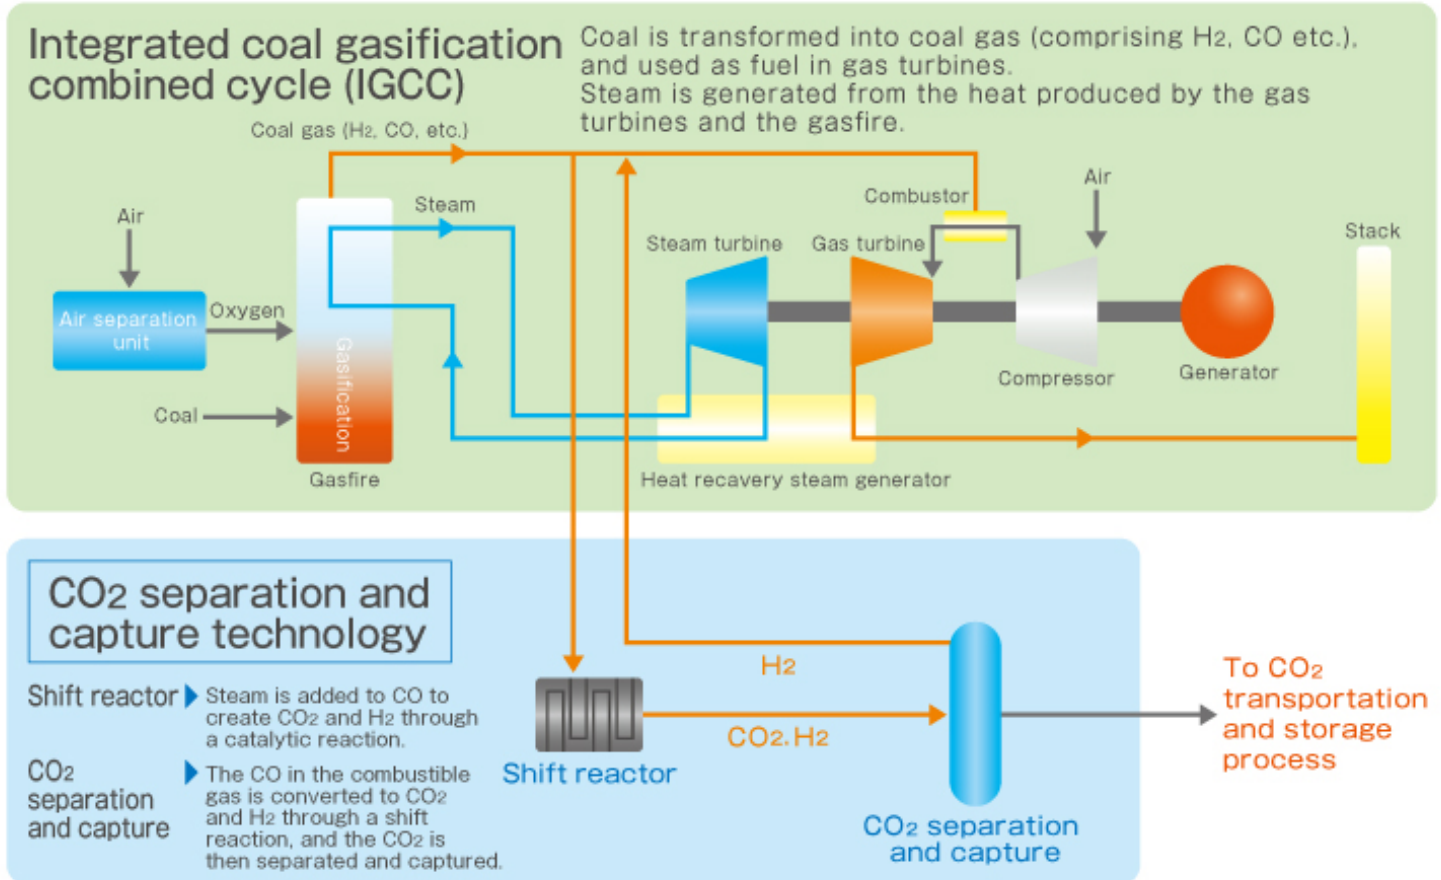 Integrated coal gasification
combined cycle (IGCC)
Coal is transformed into coal gas (comprising H2, CO etc.),
and used as fuel in gas turbines.
Steam is generated from the heat produced by the gas
turbines and the gasfire.
Coal gas (H2, CO, etc.)
Air
Steam
Combustor
Air
Steam turbine
Gas turbine
Stack
Air separation
unit
Oxygen
Gasification
Coal
Compressor
Generator
Gasfire
Heat recavery steam generator
CO2 separation and
capture technology
Shift reactor
Steam is added to CO to
create CO2 and H2 through
a catalytic reaction.
CO2
separation
and capture
The CO in the combustible
gas is converted to CO2
and H2 through a shift
reaction, and the CO2 is
then separated and captured.
H2
CO2.H2
Shift reactor
CO2 separation
and capture
To CO2
transportation
and storage
process